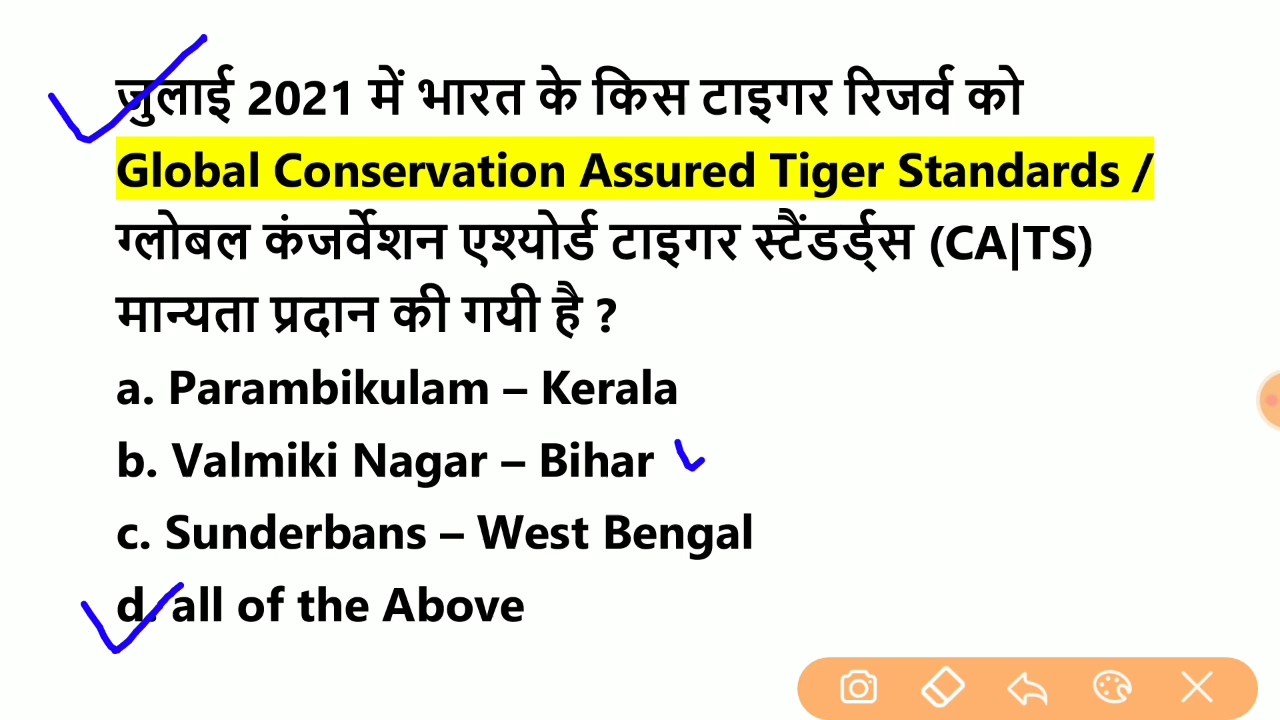 जुलाई 2021 में भारत के किस टाइगर रिजर्व को
Global Conservation Assured Tiger Standards /
ग्लोबल कंजर्वेशन एश्योर्ड टाइगर स्टैंडर्ड्स (CA|TS)
मान्यता प्रदान की गयी है ?
a. Parambikulam – Kerala
b. Valmiki Nagar – Bihar
c. Sunderbans – West Bengal
d. all of the Above